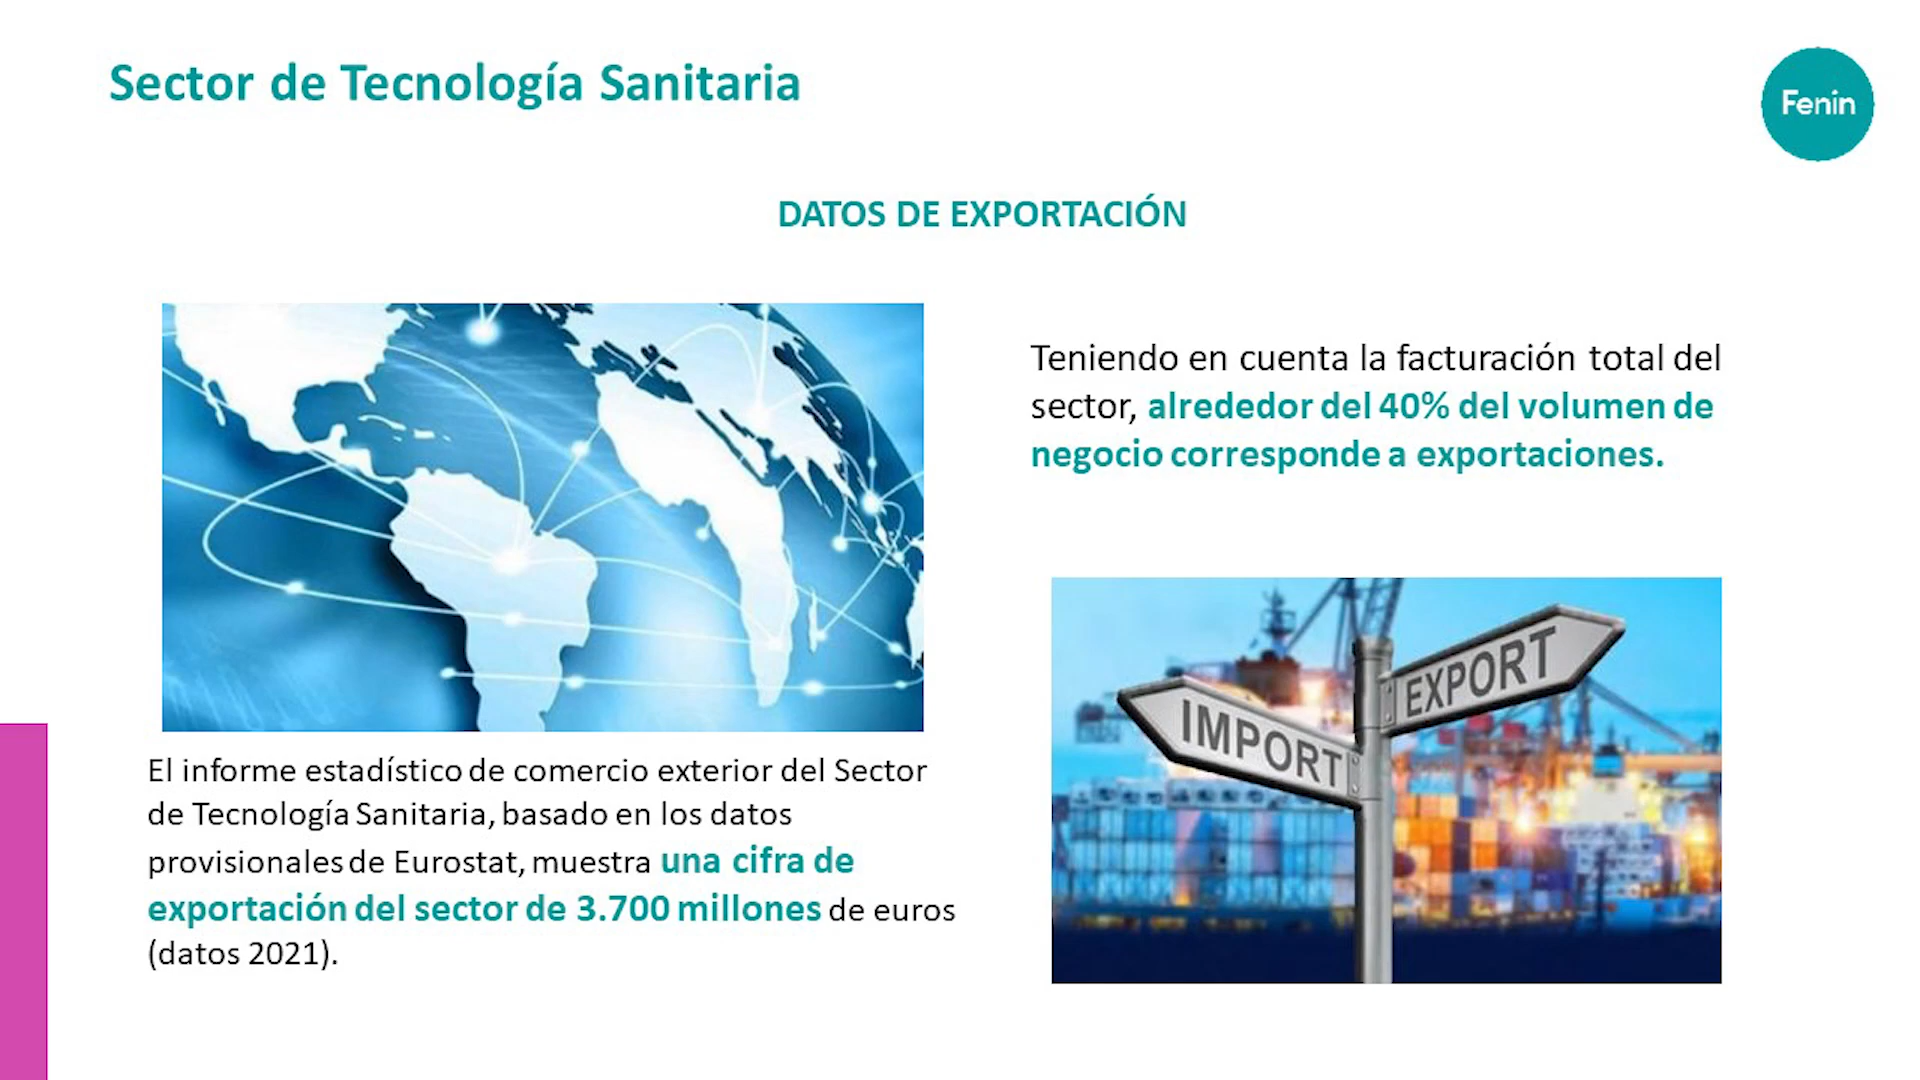 Sector de Tecnología Sanitaria
Fenin
DATOS DE EXPORTACIÓN
Teniendo en cuenta la facturación total del
sector, alrededor del 40% del volumen de
negocio corresponde a exportaciones.
EXPORT
IMPORT
El informe estadístico de comercio exterior del Sector
de Tecnología Sanitaria, basado en los datos
provisionales de Eurostat, muestra una cifra de
exportación del sector de 3.700 millones de euros
(datos 2021).